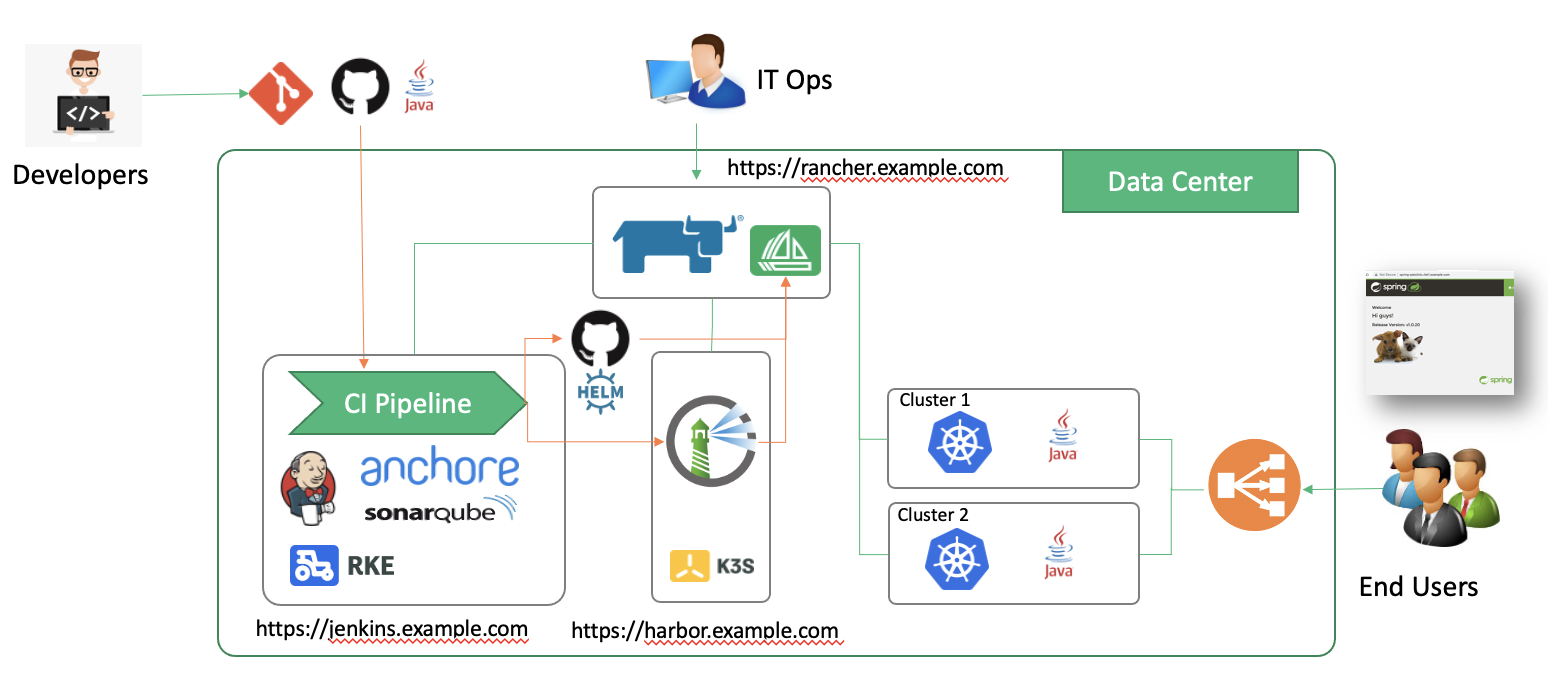 Developers
</>
Java
IT Ops
https://rancher.example.com
Data Center
®
CI Pipeline
anchore
sonarqube
RKE
https://jenkins.example.com
HELM
K3S
https://harbor.example.com
Cluster 1
Java
Cluster 2
Java
spring
Welcome
Hi guys!
Release Version: v1.0.20
spring
End Users